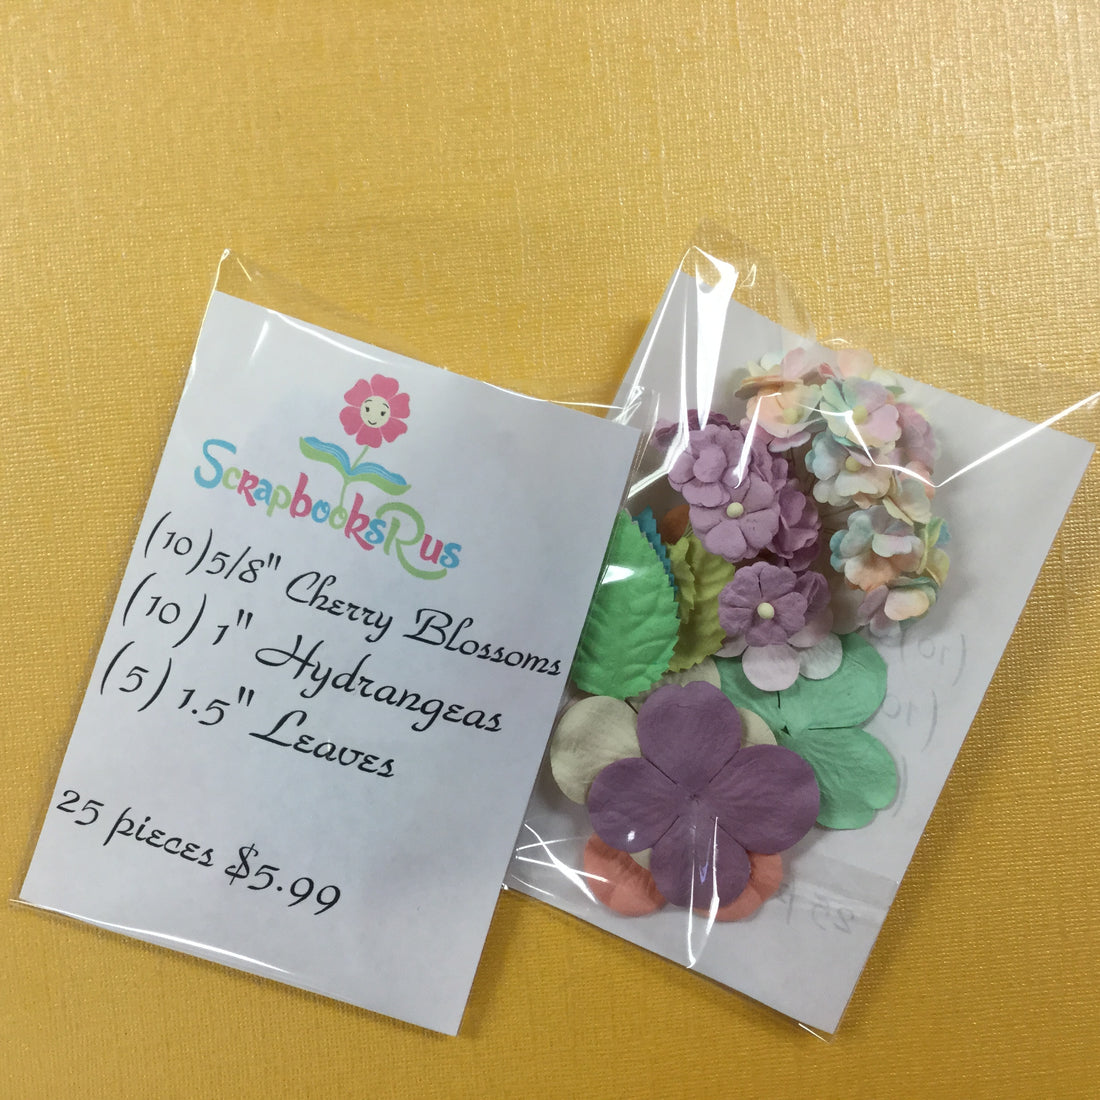 ScrapbooksRus
(10) 5/8" Cherry Blossoms
(10) 1" Hydrangeas
(5) 1.5" Leaves
25 pieces $5.99